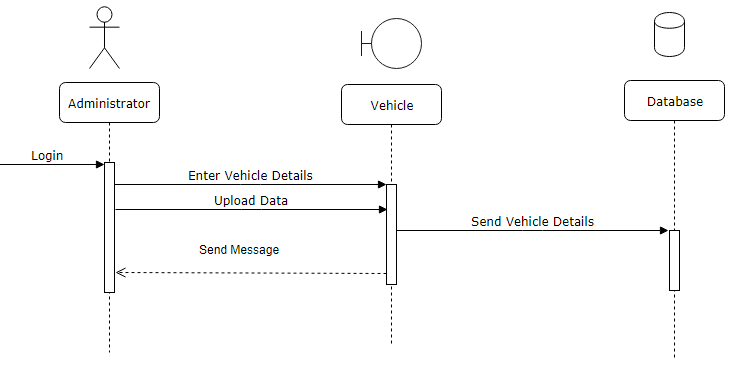 Administrator
Vehicle
Database
Login
Enter Vehicle Details
Upload Data
Send Vehicle Details
Send Message